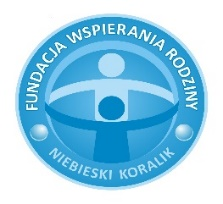 FUNDACJA WSPIERANIA RODZINY
NIEBIESKI KORALIK